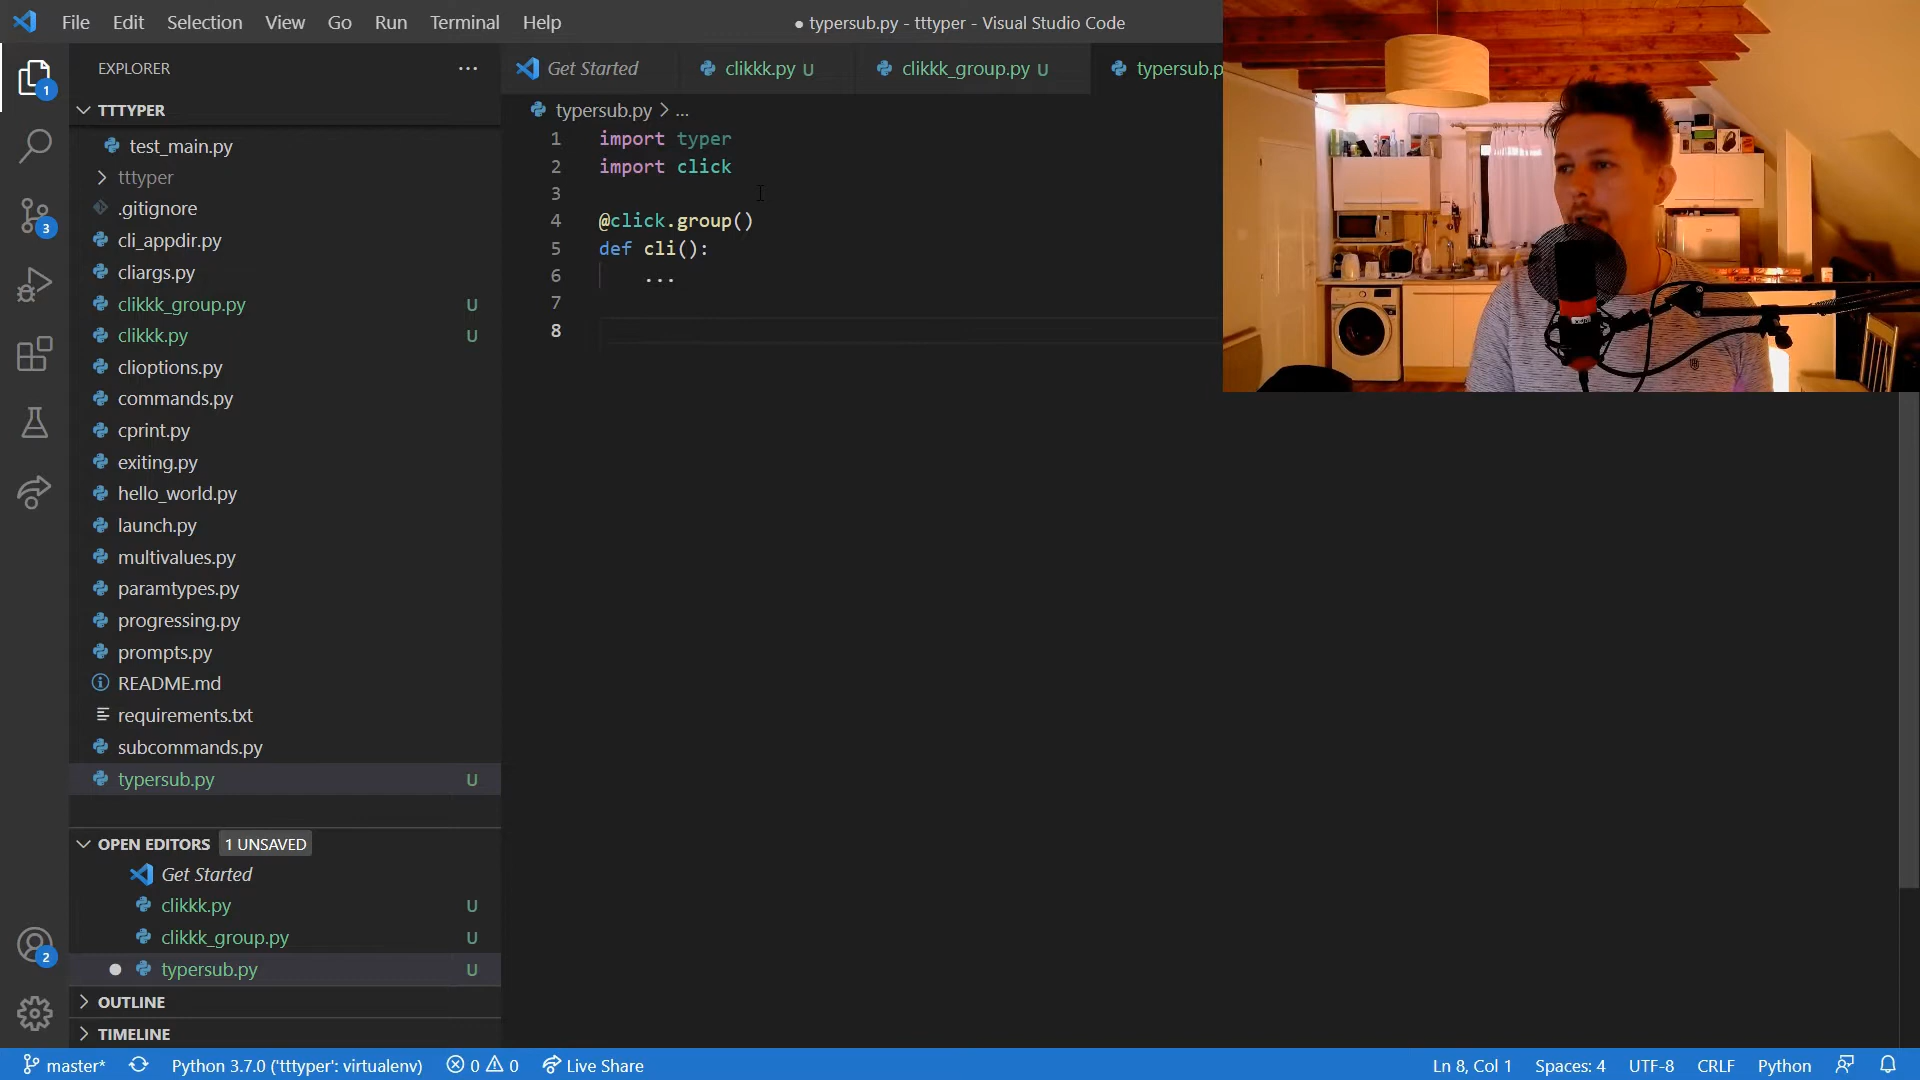 File Edit Selection View Go Run Terminal Help
● typersub.py - tttyper - Visual Studio Code
EXPLORER ...
TTTYPER
test_main.py
tttyper
.gitignore
cli_appdir.py
cliargs.py
clikkk_group.py U
clikkk.py U
clioptions.py
commands.py
cprint.py
exiting.py
hello_world.py
launch.py
multivalues.py
paramtypes.py
progressing.py
prompts.py
README.md
requirements.txt
subcommands.py
typersub.py U
OPEN EDITORS 1 UNSAVED
Get Started
clikkk.py U
clikkk_group.py U
typersub.py U
OUTLINE
TIMELINE
1
3
2
Get Started clikkk.py U clikkk_group.py U typersub.p
typersub.py > ...
1 import typer
2 import click
3
4 @click.group()
5 def cli():
6 ...
7
8
master* Python 3.7.0 ('tttyper': virtualenv) 0 0 Live Share
Ln 8, Col 1 Spaces: 4 UTF-8 CRLF Python